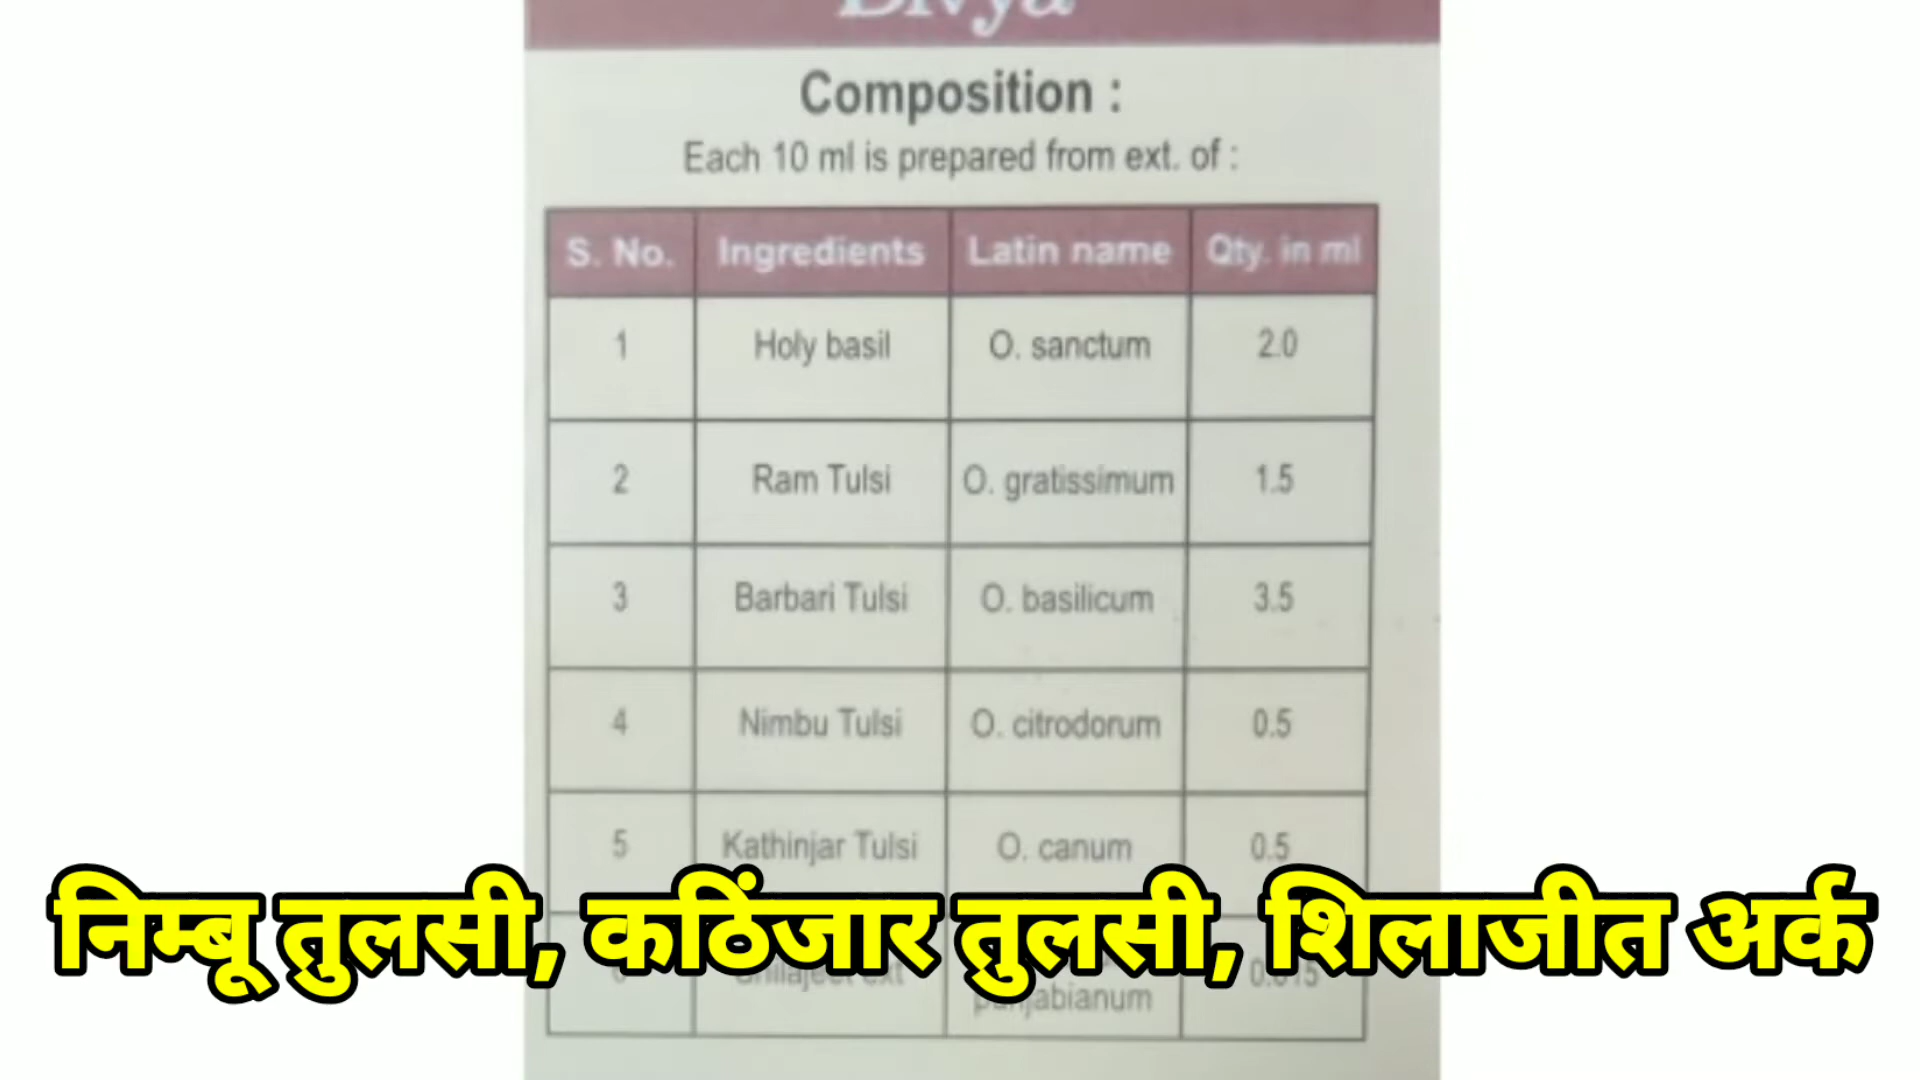 Divya
Composition :
Each 10 ml is prepared from ext. of :
S. No. Ingredients Latin name Qty. in ml
1 Holy basil O. sanctum 2.0
2 Ram Tulsi O. gratissimum 1.5
3 Barbari Tulsi O. basilicum 3.5
4 Nimbu Tulsi O. citrodorum 0.5
5 Kathinjar Tulsi O. canum 0.5
निम्बू तुलसी, कठिंजार तुलसी, शिलाजीत अर्क
ext